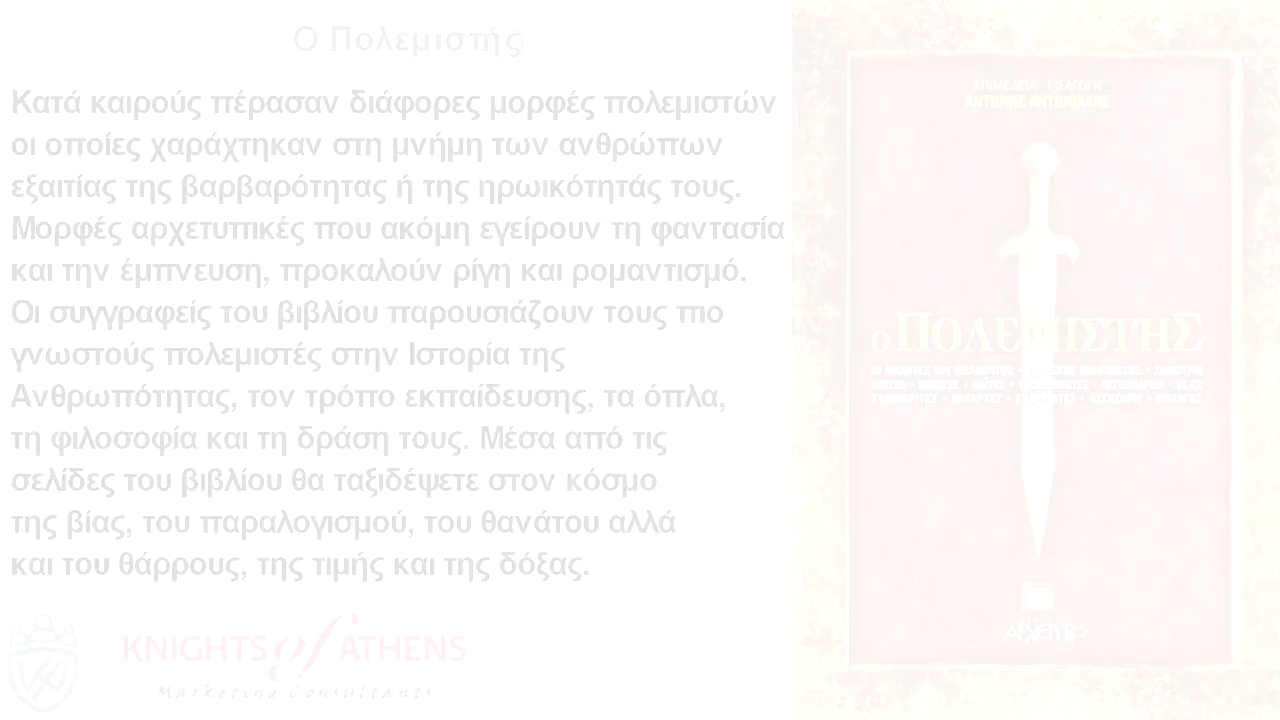 Ο Πολεμιστής
Κατά καιρούς πέρασαν διάφορες μορφές πολεμιστών
οι οποίες χαράχτηκαν στη μνήμη των ανθρώπων
εξαιτίας της βαρβαρότητας ή της ηρωικότητάς τους.
Μορφές αρχετυπικές που ακόμη εγείρουν τη φαντασία
και την έμπνευση, προκαλούν ρίγη και ρομαντισμό.
Οι συγγραφείς του βιβλίου παρουσιάζουν τους πιο
γνωστούς πολεμιστές στην Ιστορία της
Ανθρωπότητας, τον τρόπο εκπαίδευσης, τα όπλα,
τη φιλοσοφία και τη δράση τους. Μέσα από τις
σελίδες του βιβλίου θα ταξιδέψετε στον κόσμο
της βίας, του παραλογισμού, του θανάτου αλλά
και του θάρρους, της τιμής και της δόξας.
KNIGHTS of ATHENS
Marketing Consultants
ΕΠΙΜΕΛΕΙΑ ΕΙΣΑΓΩΓΗ
ΑΝΤΩΝΗΣ ΑΝΤΩΝΙΑΔΗΣ
Ο ΠΟΛΕΜΙΣΤΗΣ